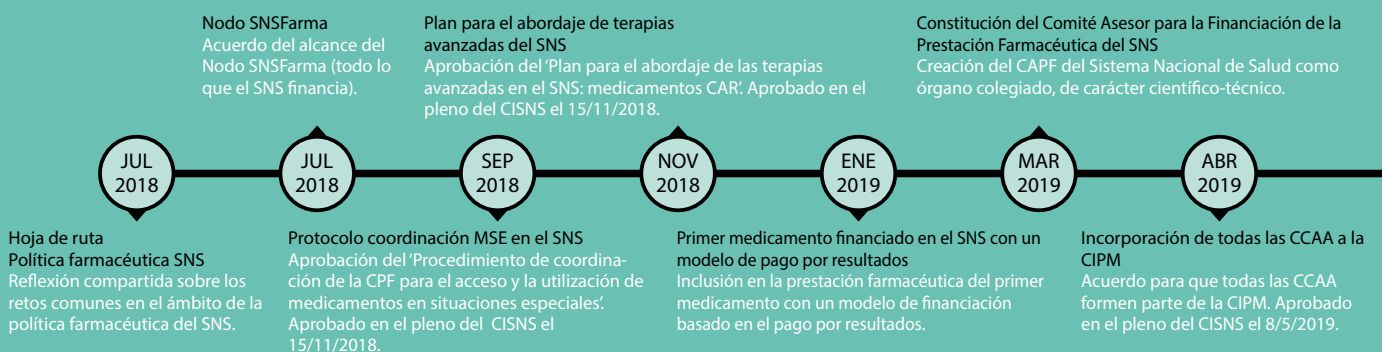 Nodo SNSFarma
Acuerdo del alcance del
Nodo SNSFarma (todo lo
que el SNS financia).
Plan para el abordaje de terapias
avanzadas del SNS
Aprobación del 'Plan para el abordaje de las terapias
avanzadas en el SNS: medicamentos CAR'. Aprobado en el
pleno del CISNS el 15/11/2018.
Constitución del Comité Asesor para la Financiación de la
Prestación Farmacéutica del SNS
Creación del CAPF del Sistema Nacional de Salud como
órgano colegiado, de carácter científico-técnico.
JUL
2018
JUL
2018
SEP
2018
NOV
2018
ENE
2019
MAR
2019
ABR
2019
Hoja de ruta
Política farmacéutica SNS
Reflexión compartida sobre los
retos comunes en el ámbito de la
política farmacéutica del SNS.
Protocolo coordinación MSE en el SNS
Aprobación del 'Procedimiento de coordina-
ción de la CPF para el acceso y la utilización de
medicamentos en situaciones especiales'.
Aprobado en el pleno del CISNS el
15/11/2018.
Primer medicamento financiado en el SNS con un
modelo de pago por resultados
Inclusión en la prestación farmacéutica del primer
medicamento con un modelo de financiación
basado en el pago por resultados.
Incorporación de todas las CCAA a la
CIPM
Acuerdo para que todas las CCAA
formen parte de la CIPM. Aprobado
en el pleno del CISNS el 8/5/2019.